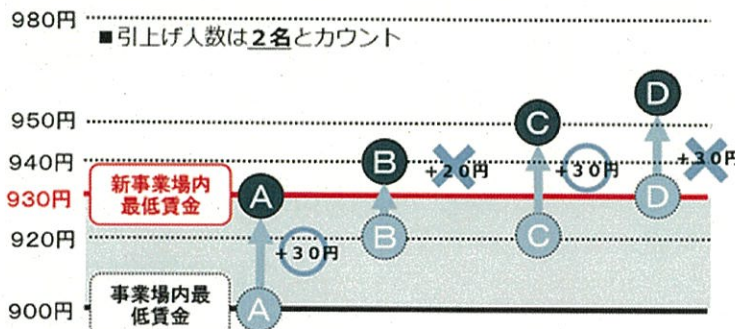 980円
■引上げ人数は2名とカウント
950円
940円
930円
920円
900円
新事業場内
最低賃金
事業場内最
低賃金
A
B
C
D
+30円
+20円
+30円
+30円
A
B
C
D